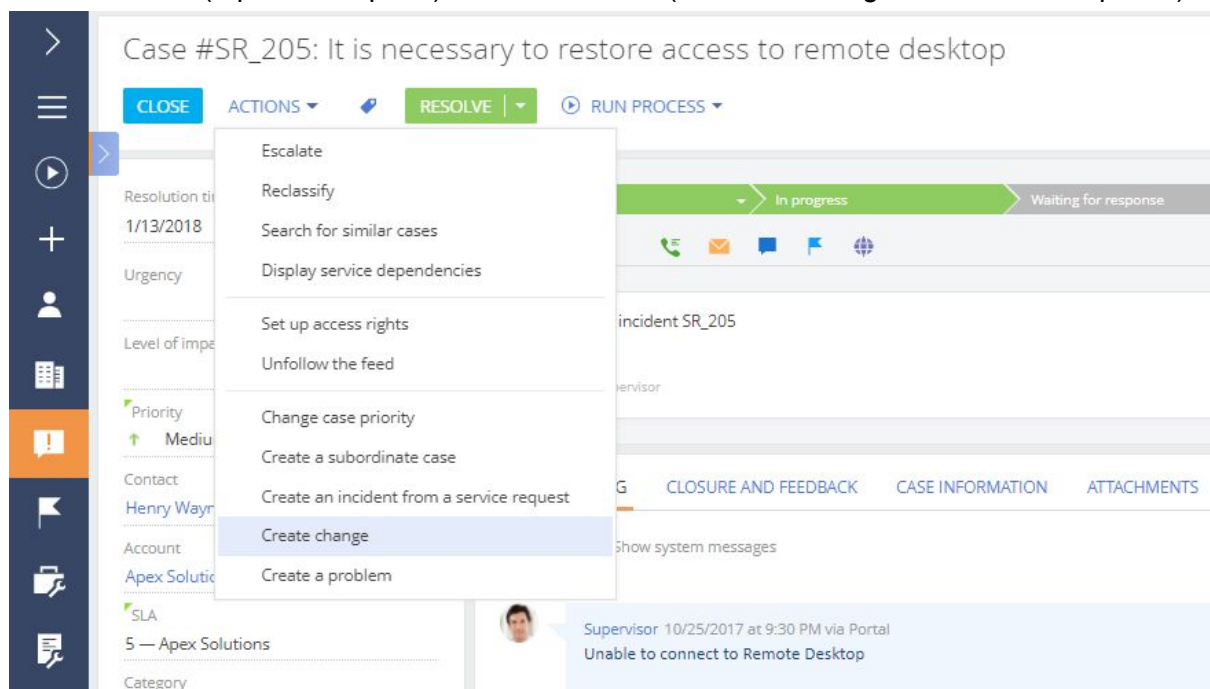 Case #SR_205: It is necessary to restore access to remote desktop
CLOSE ACTIONS RESOLVE RUN PROCESS
Escalate
Reclassify
Search for similar cases
Display service dependencies
Set up access rights
Unfollow the feed
Change case priority
Create a subordinate case
Create an incident from a service request
Create change
Create a problem
Resolution
1/13/2018
Urgency
Level of
Priority
Contact
Henry
Account
Apex
SLA
5 — Apex Solutions
Category
In progress Waiting for response
incident SR_205
CLOSURE AND FEEDBACK CASE INFORMATION ATTACHMENTS
Show system messages
Supervisor 10/25/2017 at 9:30 PM via Portal
Unable to connect to Remote Desktop